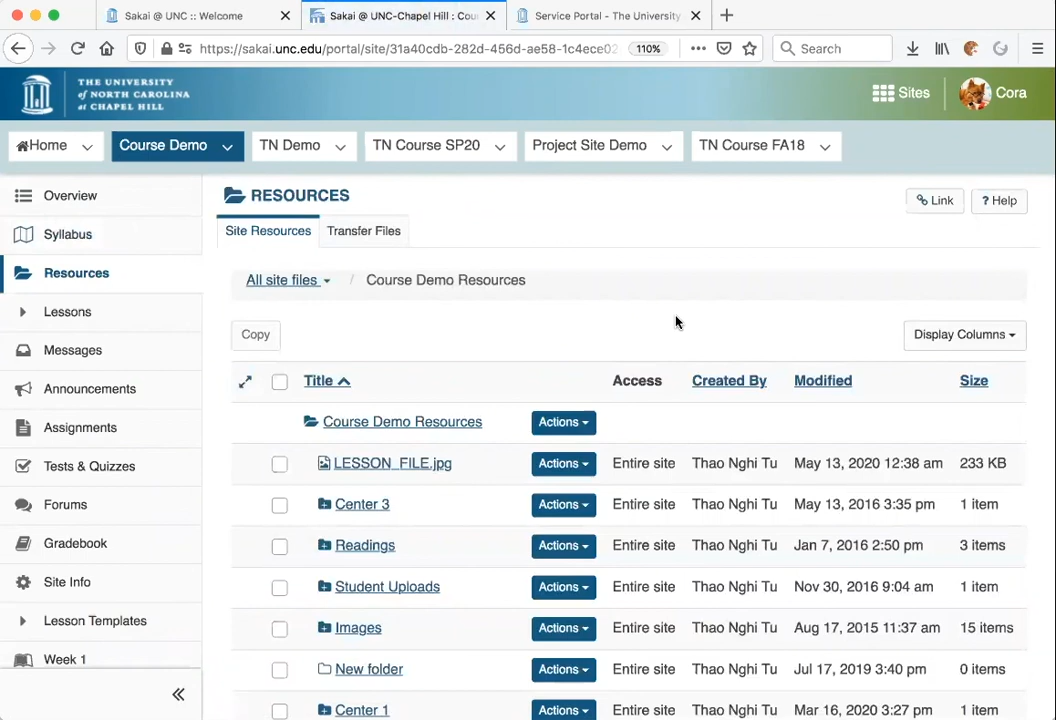 Sakai @ UNC :: Welcome
Sakai @ UNC-Chapel Hill : Cou
Service Portal - The University
https://sakai.unc.edu/portal/site/31a40cdb-282d-456d-ae58-1c4ece02
110%
Search
THE UNIVERSITY
of NORTH CAROLINA
at CHAPEL HILL
Sites
Cora
Home
Course Demo
TN Demo
TN Course SP20
Project Site Demo
TN Course FA18
Overview
Syllabus
Resources
Lessons
Messages
Announcements
Assignments
Tests & Quizzes
Forums
Gradebook
Site Info
Lesson Templates
Week 1
RESOURCES
Link
? Help
Site Resources
Transfer Files
All site files / Course Demo Resources
Copy
Display Columns
Title Access Created By Modified Size
Course Demo Resources Actions
LESSON_FILE.jpg Actions Entire site Thao Nghi Tu May 13, 2020 12:38 am 233 KB
Center 3 Actions Entire site Thao Nghi Tu May 13, 2016 3:35 pm 1 item
Readings Actions Entire site Thao Nghi Tu Jan 7, 2016 2:50 pm 3 items
Student Uploads Actions Entire site Thao Nghi Tu Nov 30, 2016 9:04 am 1 item
Images Actions Entire site Thao Nghi Tu Aug 17, 2015 11:37 am 15 items
New folder Actions Entire site Thao Nghi Tu Jul 17, 2019 3:40 pm 0 items
Center 1 Actions Entire site Thao Nghi Tu Mar 16, 2020 3:27 pm 1 item